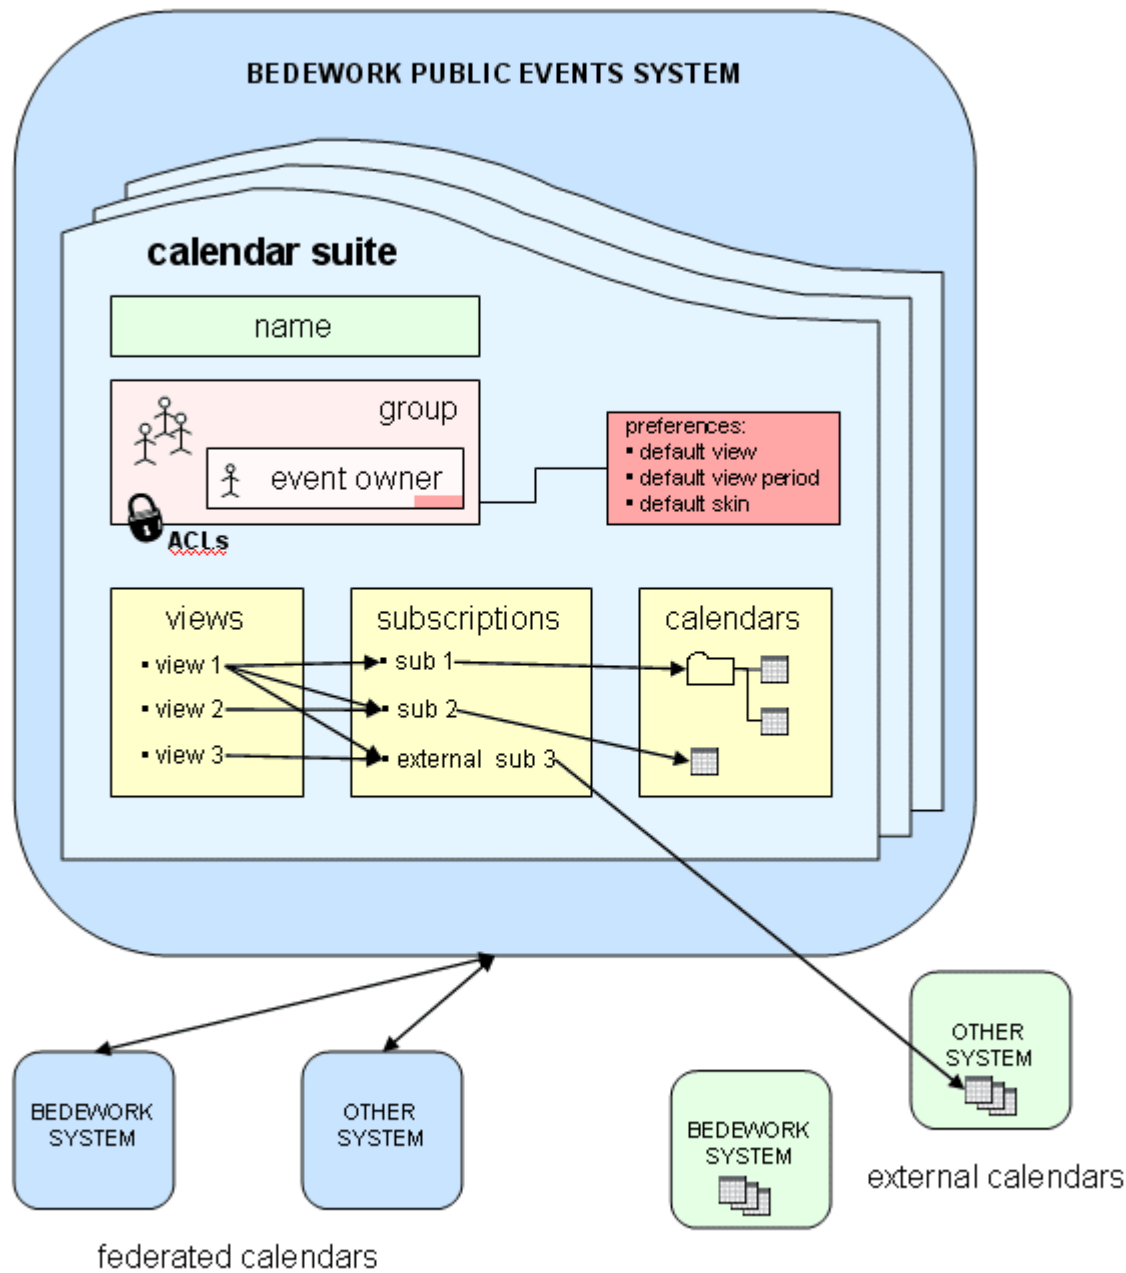 BEDEWORK PUBLIC EVENTS SYSTEM
calendar suite
name
group
event owner
ACLs
preferences:
▪ default view
▪ default view period
▪ default skin
views
▪ view 1
▪ view 2
▪ view 3
subscriptions
▪ sub 1
▪ sub 2
▪ external sub 3
calendars
BEDEWORK
SYSTEM
OTHER
SYSTEM
federated calendars
BEDEWORK
SYSTEM
OTHER
SYSTEM
external calendars